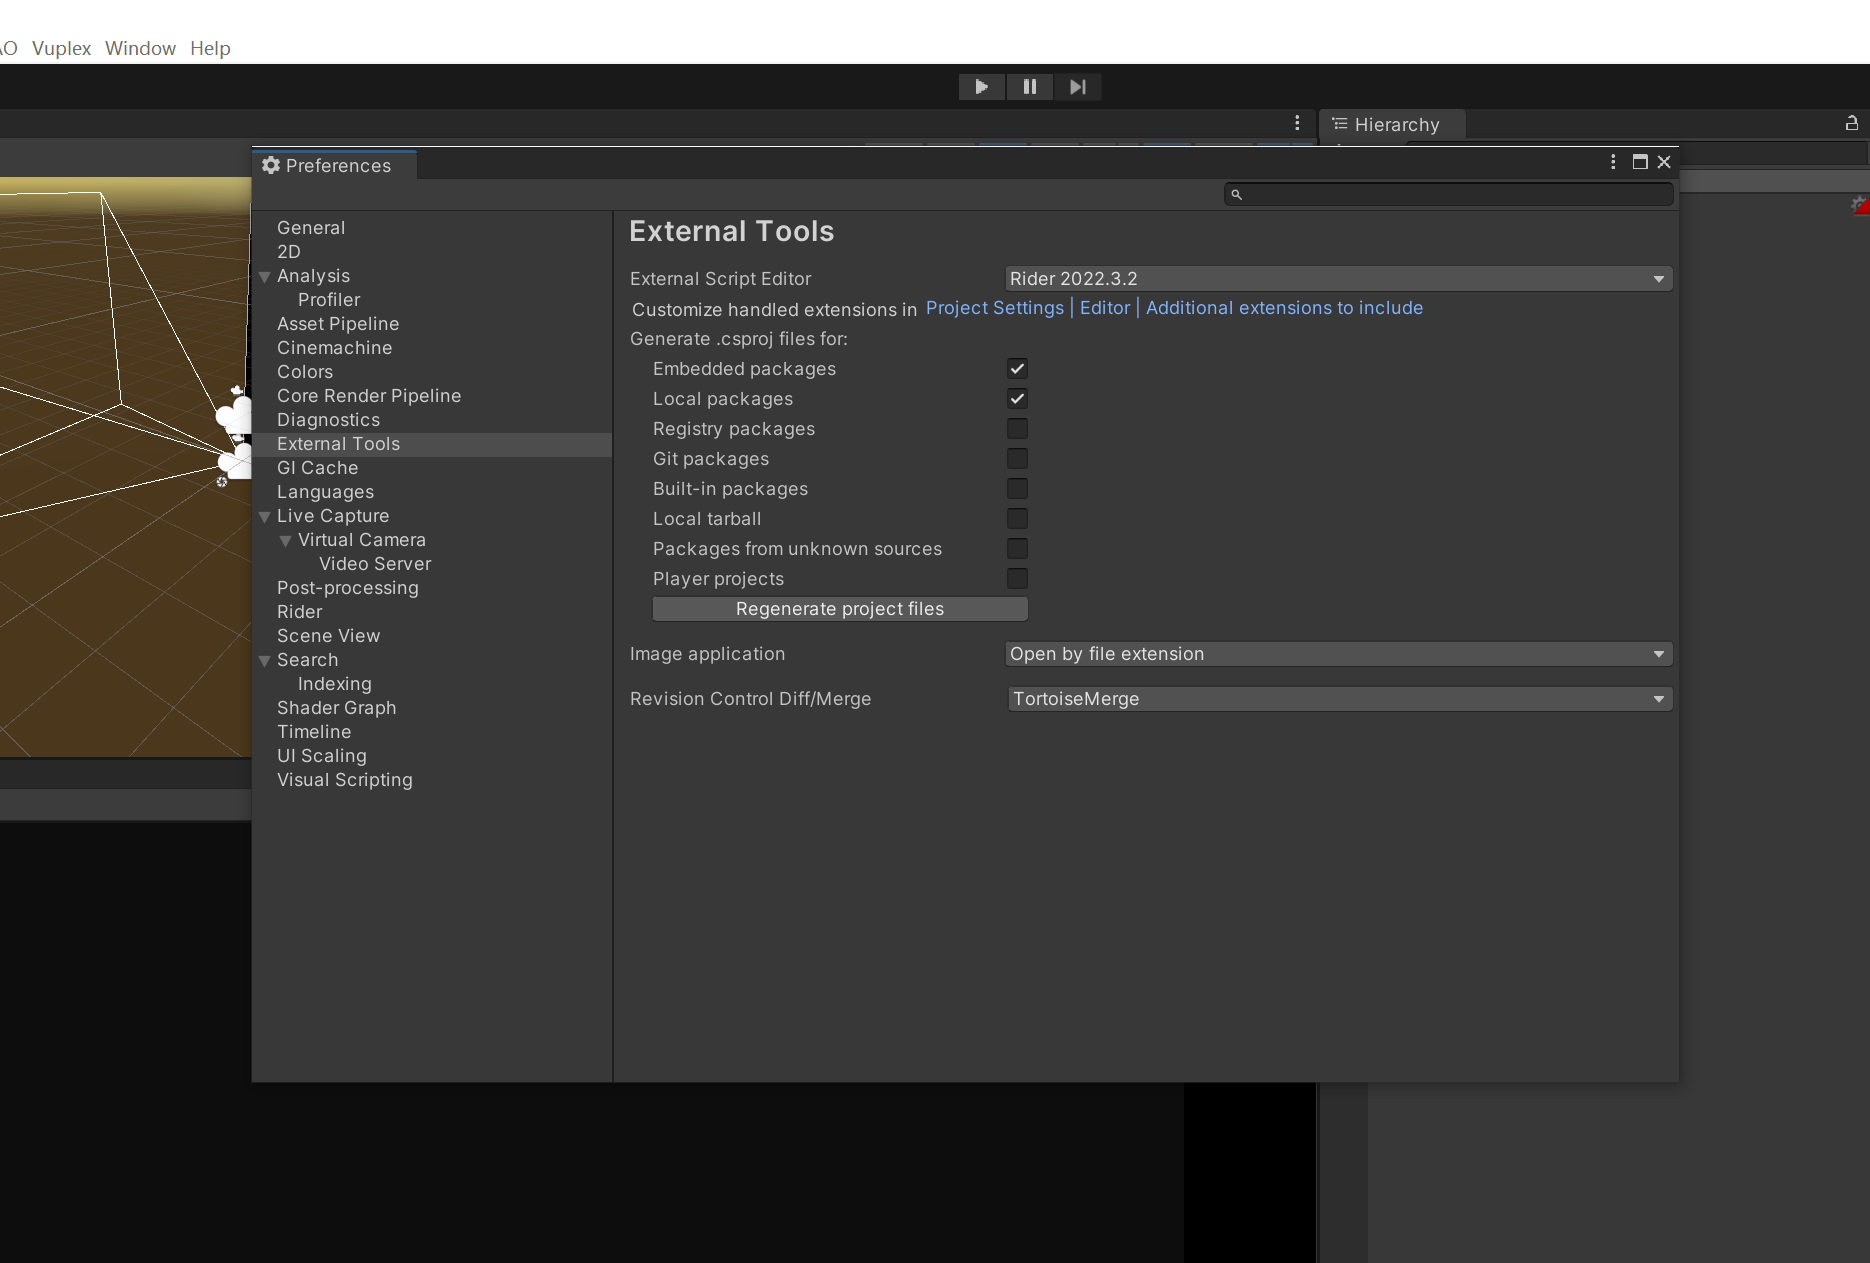 AO Vuplex Window Help
Hierarchy
Preferences
General
2D
Analysis
Profiler
Asset Pipeline
Cinemachine
Colors
Core Render Pipeline
Diagnostics
External Tools
GI Cache
Languages
Live Capture
Virtual Camera
Video Server
Post-processing
Rider
Scene View
Search
Indexing
Shader Graph
Timeline
UI Scaling
Visual Scripting
External Tools
External Script Editor Rider 2022.3.2
Customize handled extensions in Project Settings | Editor | Additional extensions to include
Generate .csproj files for:
Embedded packages
Local packages
Registry packages
Git packages
Built-in packages
Local tarball
Packages from unknown sources
Player projects
Regenerate project files
Image application Open by file extension
Revision Control Diff/Merge TortoiseMerge